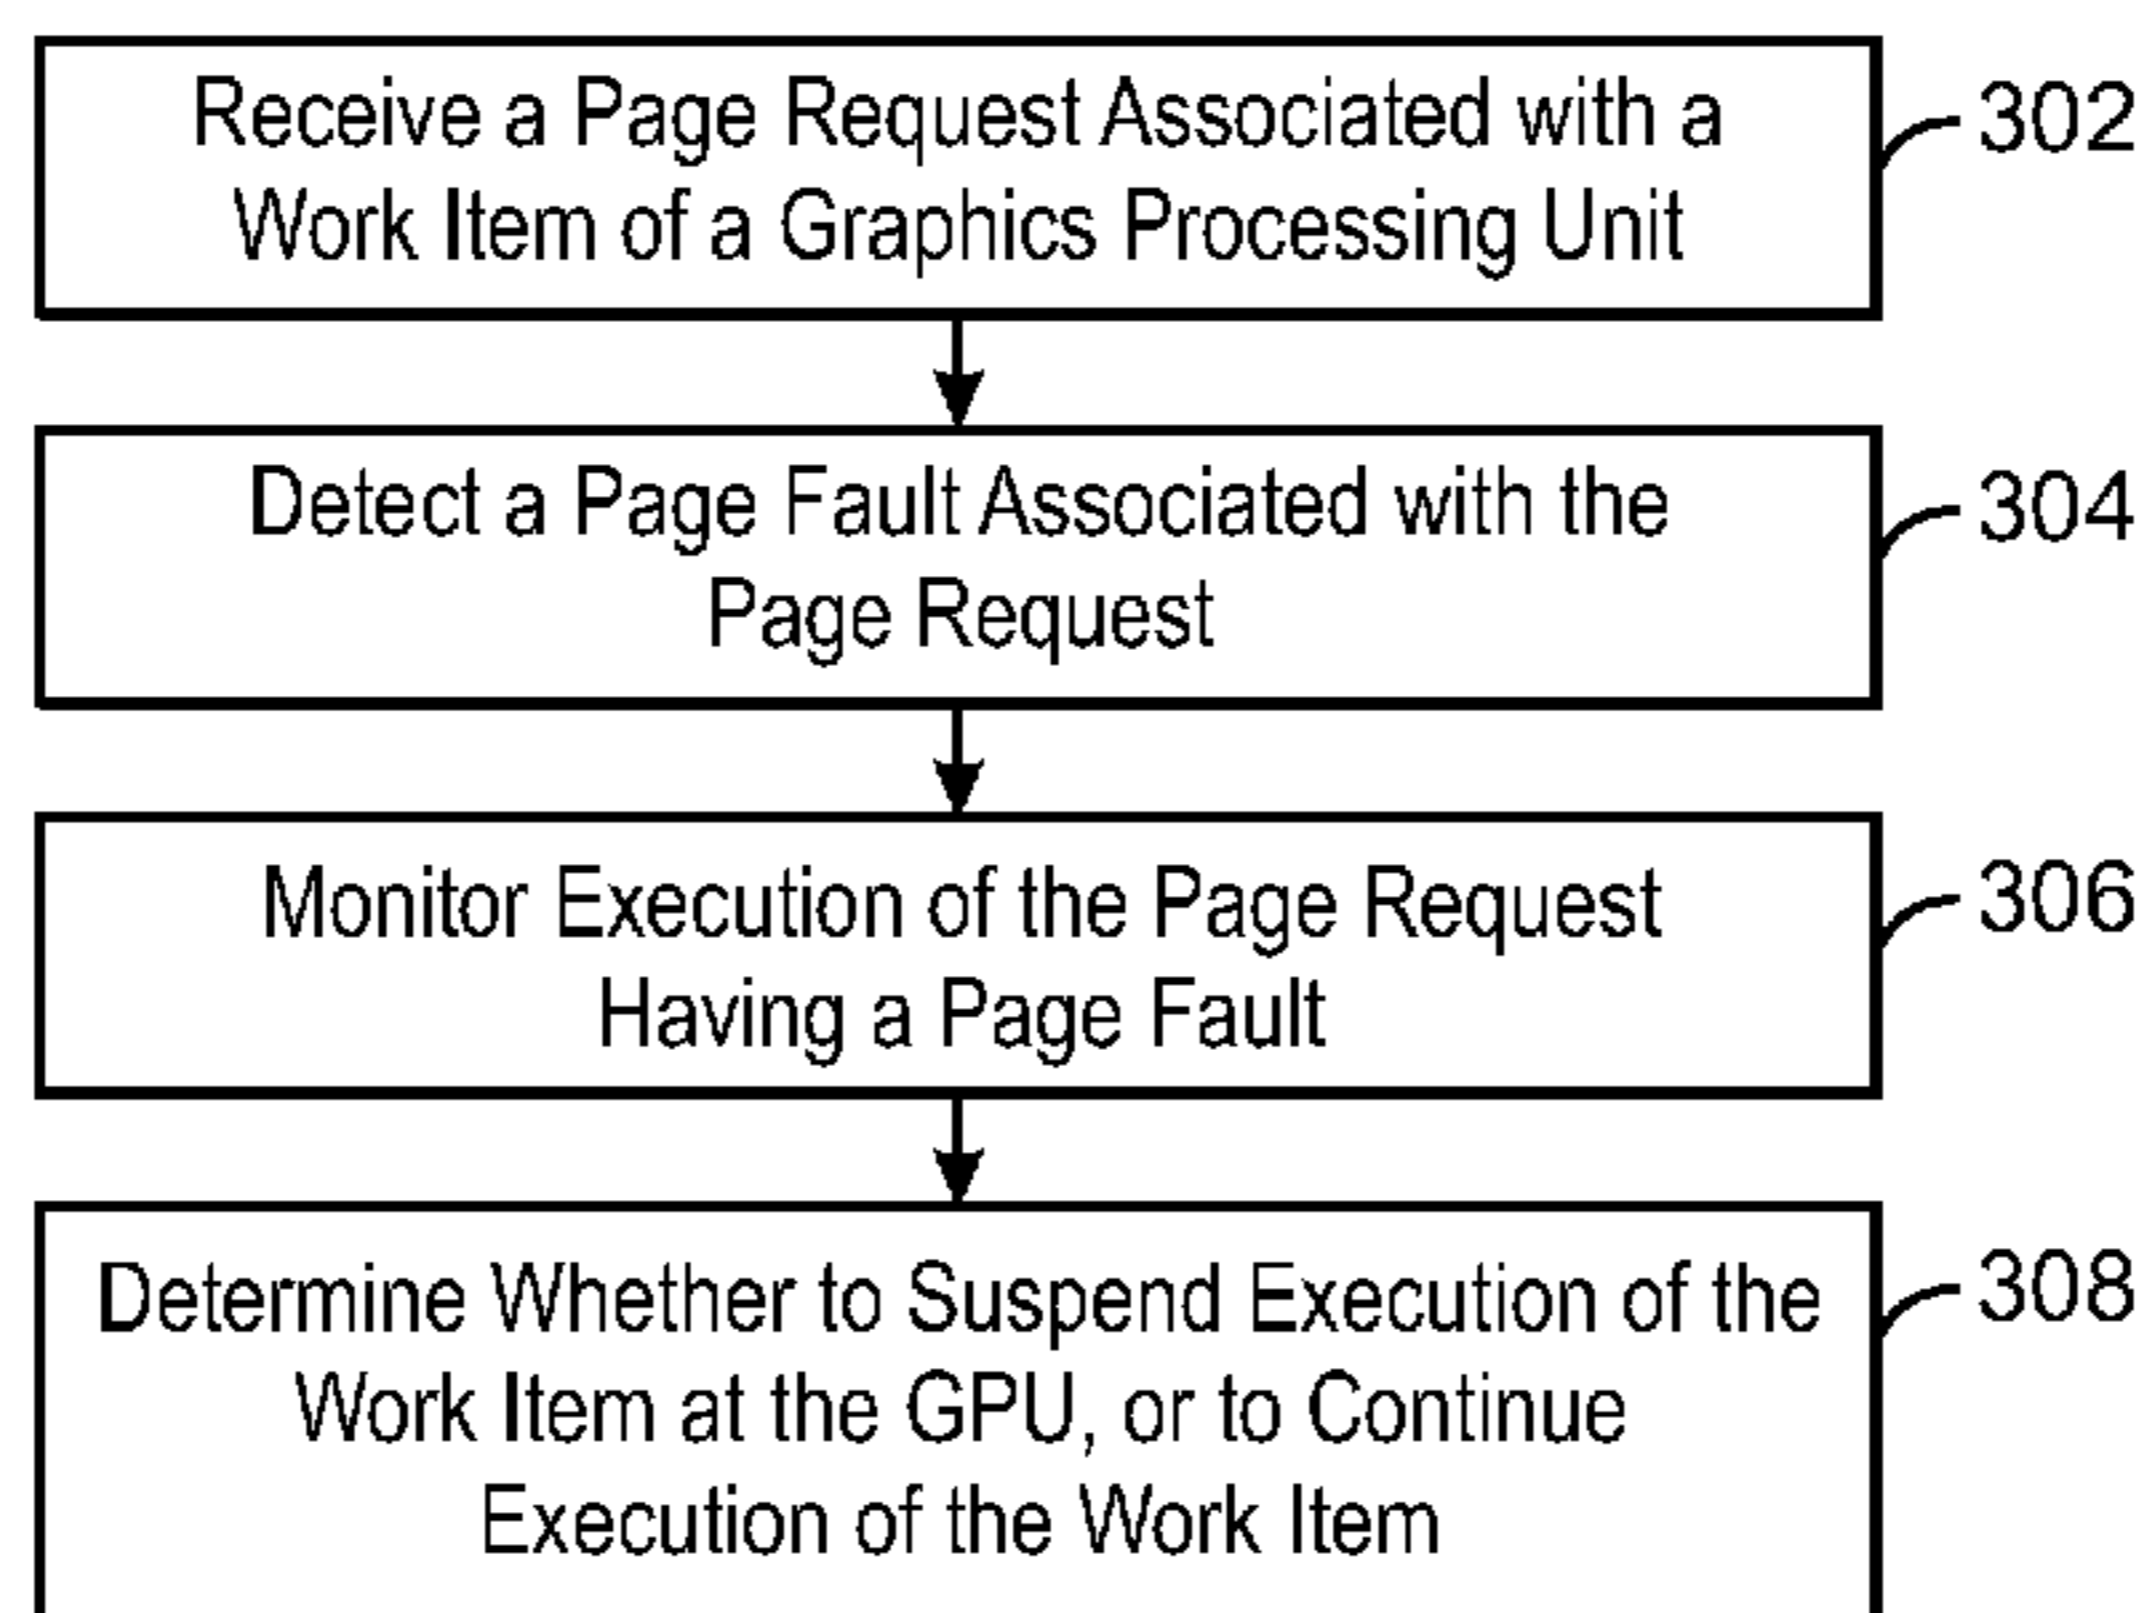 Receive a Page Request Associated with a
Work Item of a Graphics Processing Unit
302
Detect a Page Fault Associated with the
Page Request
304
Monitor Execution of the Page Request
Having a Page Fault
306
Determine Whether to Suspend Execution of the
Work Item at the GPU, or to Continue
Execution of the Work Item
308